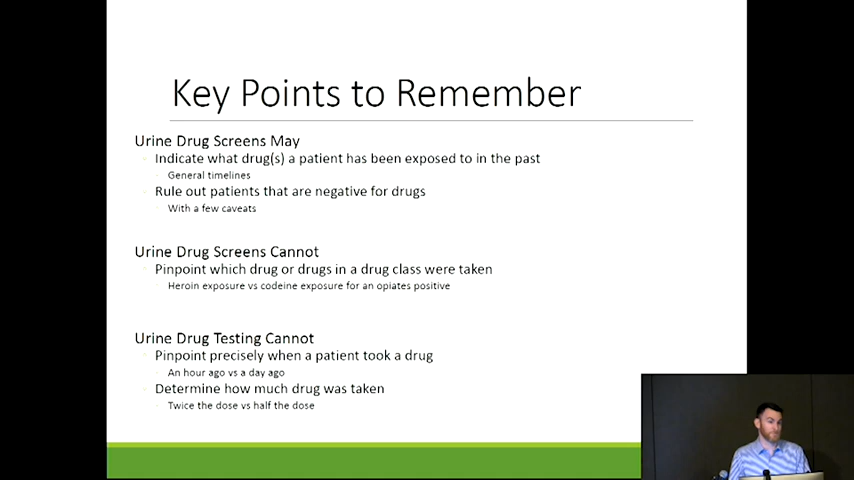 Key Points to Remember
Urine Drug Screens May
Indicate what drug(s) a patient has been exposed to in the past
General timelines
Rule out patients that are negative for drugs
With a few caveats
Urine Drug Screens Cannot
Pinpoint which drug or drugs in a drug class were taken
Heroin exposure vs codeine exposure for an opiates positive
Urine Drug Testing Cannot
Pinpoint precisely when a patient took a drug
An hour ago vs a day ago
Determine how much drug was taken
Twice the dose vs half the dose